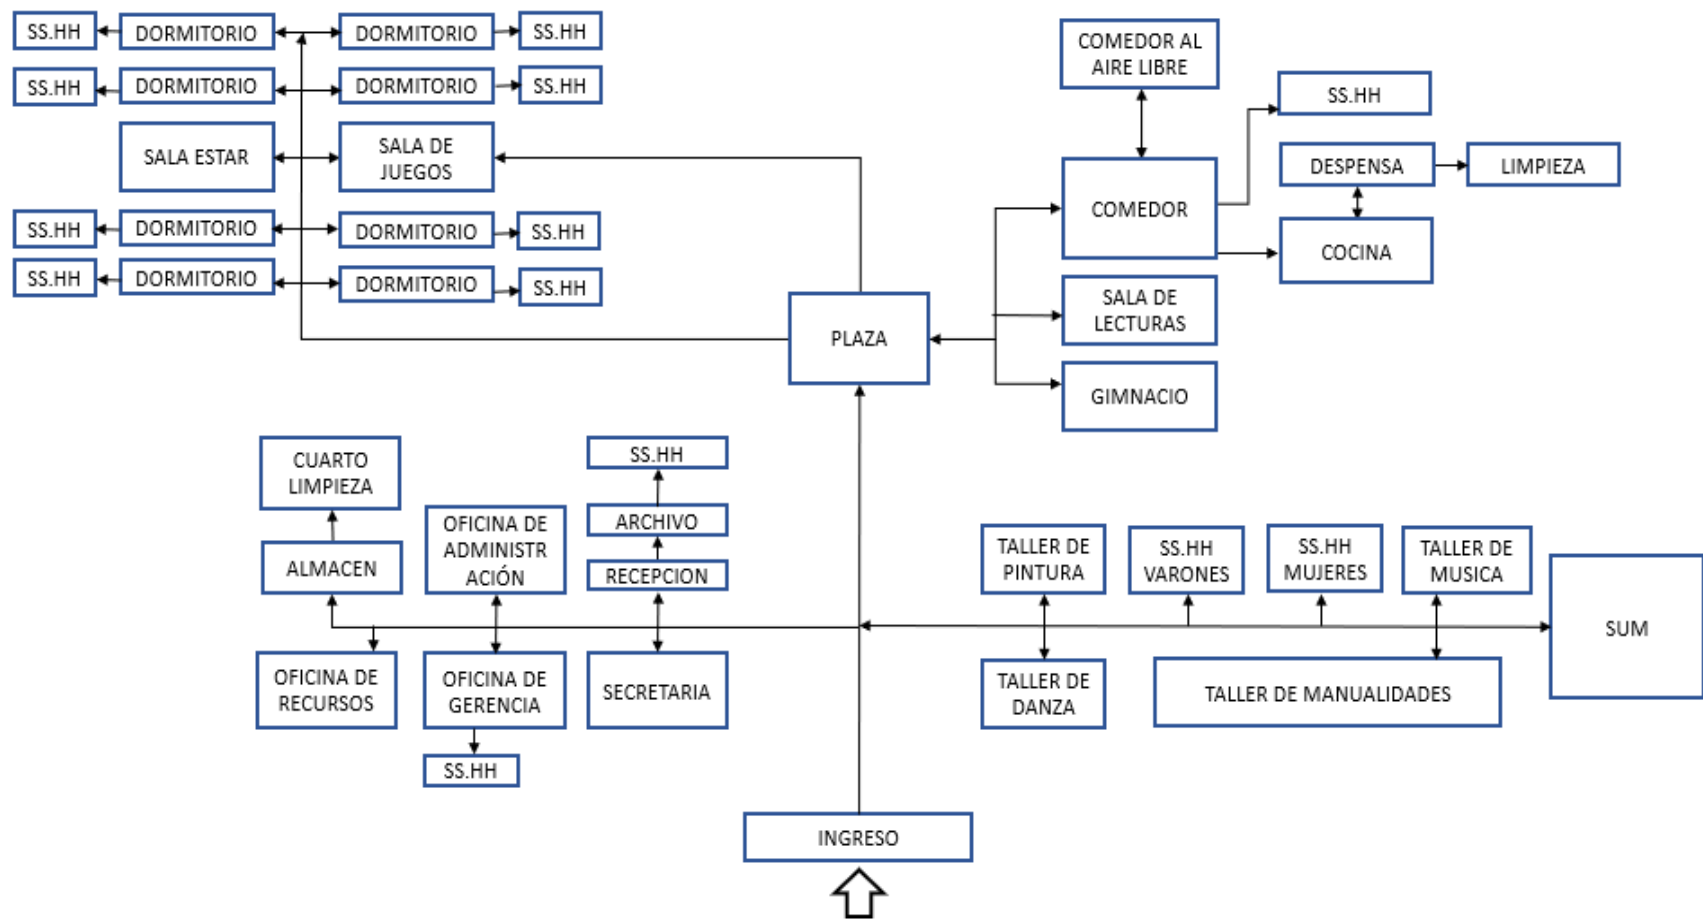 SS.HH
DORMITORIO
DORMITORIO
SS.HH
SS.HH
DORMITORIO
DORMITORIO
SS.HH
SALA ESTAR
SALA DE
JUEGOS
SS.HH
DORMITORIO
DORMITORIO
SS.HH
SS.HH
DORMITORIO
DORMITORIO
SS.HH
COMEDOR AL
AIRE LIBRE
SS.HH
DESPENSA
LIMPIEZA
COMEDOR
COCINA
SALA DE
LECTURAS
PLAZA
GIMNACIO
CUARTO
LIMPIEZA
ALMACEN
OFICINA DE
ADMINISTR
ACIÓN
SS.HH
ARCHIVO
RECEPCION
OFICINA DE
RECURSOS
OFICINA DE
GERENCIA
SECRETARIA
SS.HH
TALLER DE
PINTURA
SS.HH
VARONES
SS.HH
MUJERES
TALLER DE
MUSICA
SUM
TALLER DE
DANZA
TALLER DE MANUALIDADES
INGRESO